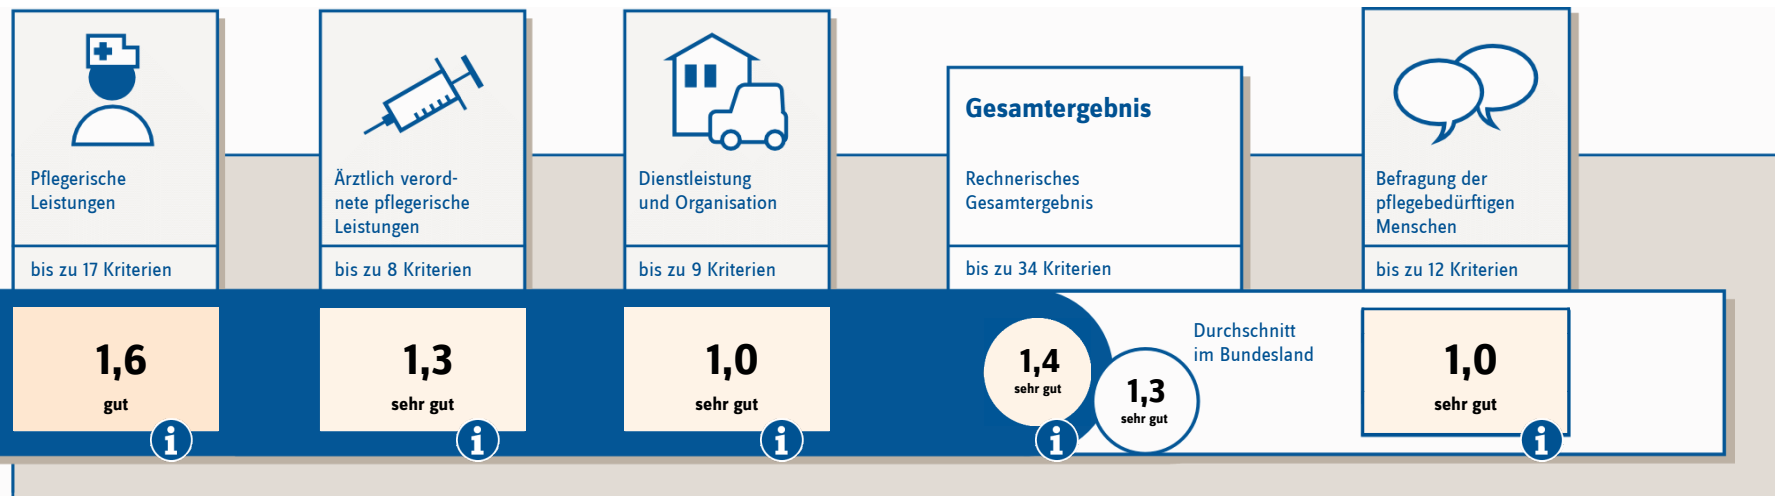 Pflegerische
Leistungen
bis zu 17 Kriterien
1,6
gut
i
Ärztlich verord-
nete pflegerische
Leistungen
bis zu 8 Kriterien
1,3
sehr gut
i
Dienstleistung
und Organisation
bis zu 9 Kriterien
1,0
sehr gut
i
Gesamtergebnis
Rechnerisches
Gesamtergebnis
bis zu 34 Kriterien
1,4
sehr gut
i
1,3
sehr gut
Durchschnitt
im Bundesland
Befragung der
pflegebedürftigen
Menschen
bis zu 12 Kriterien
1,0
sehr gut
i